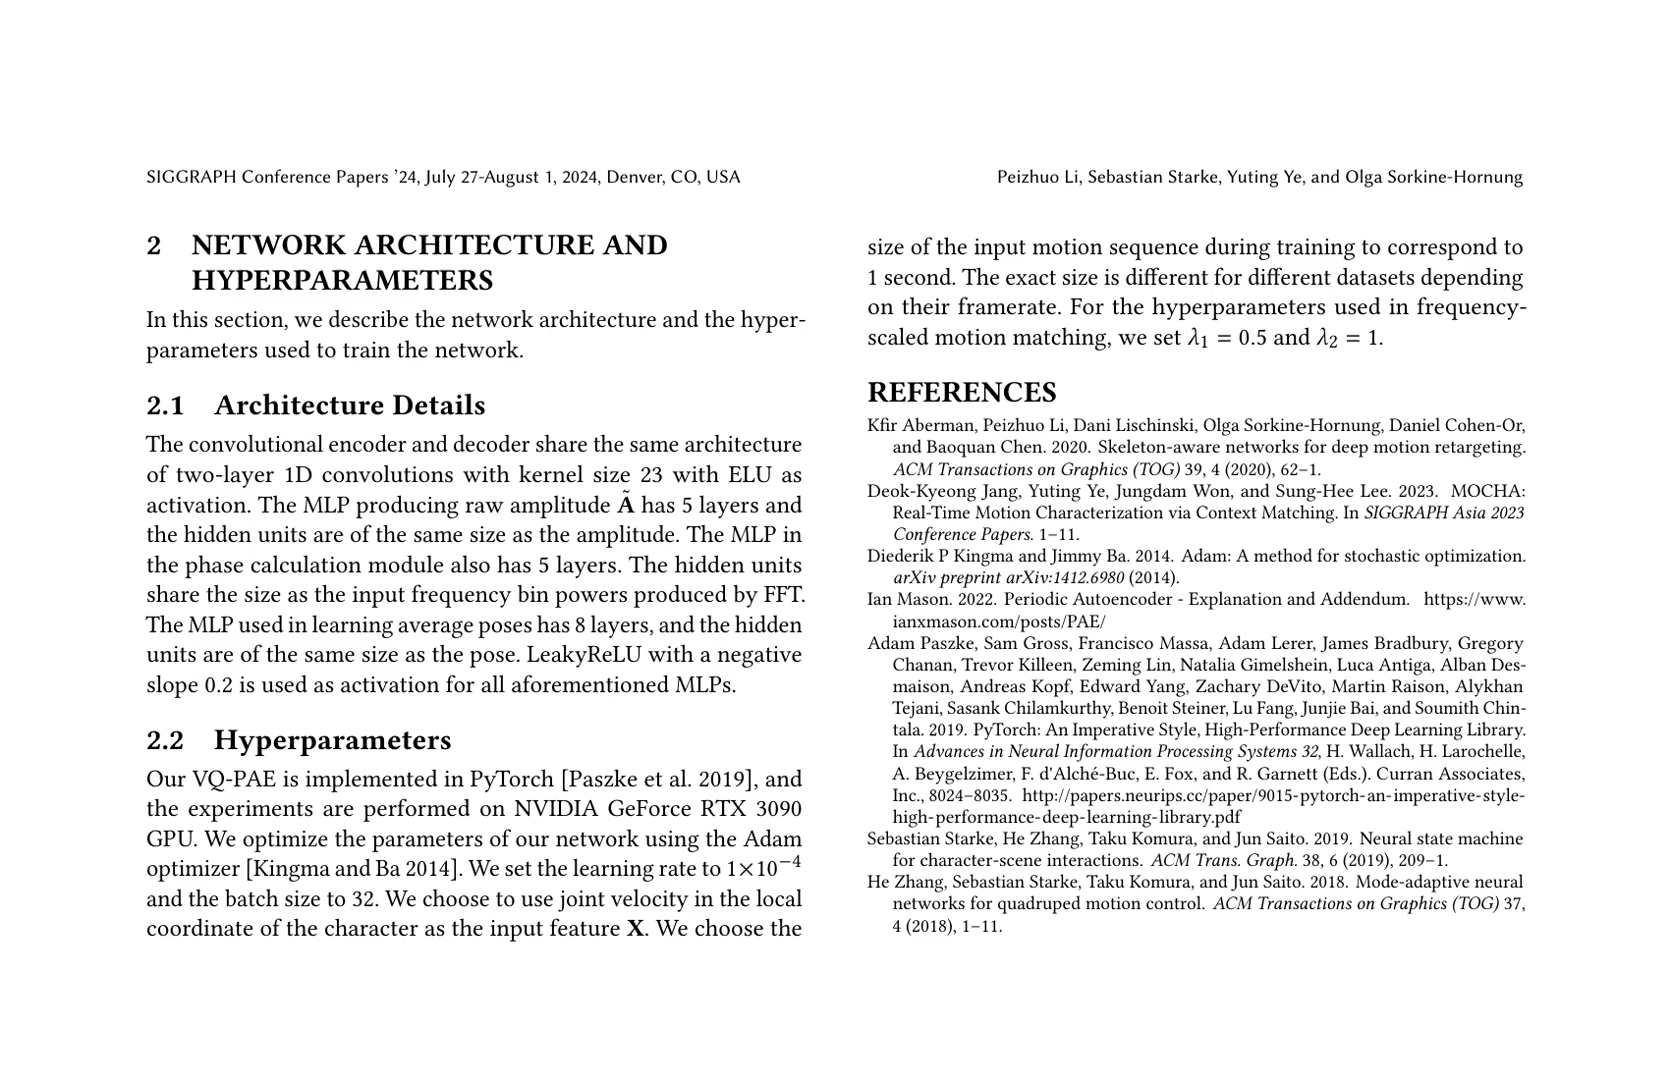 SIGGRAPH Conference Papers ’24, July 27-August 1, 2024, Denver, CO, USA
Peizhuo Li, Sebastian Starke, Yuting Ye, and Olga Sorkine-Hornung
2 NETWORK ARCHITECTURE AND
HYPERPARAMETERS
In this section, we describe the network architecture and the hyper-
parameters used to train the network.
2.1 Architecture Details
The convolutional encoder and decoder share the same architecture
of two-layer 1D convolutions with kernel size 23 with ELU as
activation. The MLP producing raw amplitude Ã has 5 layers and
the hidden units are of the same size as the amplitude. The MLP in
the phase calculation module also has 5 layers. The hidden units
share the size as the input frequency bin powers produced by FFT.
The MLP used in learning average poses has 8 layers, and the hidden
units are of the same size as the pose. LeakyReLU with a negative
slope 0.2 is used as activation for all aforementioned MLPs.
2.2 Hyperparameters
Our VQ-PAE is implemented in PyTorch [Paszke et al. 2019], and
the experiments are performed on NVIDIA GeForce RTX 3090
GPU. We optimize the parameters of our network using the Adam
optimizer [Kingma and Ba 2014]. We set the learning rate to 1×10⁻⁴
and the batch size to 32. We choose to use joint velocity in the local
coordinate of the character as the input feature X. We choose the
size of the input motion sequence during training to correspond to
1 second. The exact size is different for different datasets depending
on their framerate. For the hyperparameters used in frequency-
scaled motion matching, we set λ₁ = 0.5 and λ₂ = 1.
REFERENCES
Kfir Aberman, Peizhuo Li, Dani Lischinski, Olga Sorkine-Hornung, Daniel Cohen-Or,
and Baoquan Chen. 2020. Skeleton-aware networks for deep motion retargeting.
ACM Transactions on Graphics (TOG) 39, 4 (2020), 62–1.
Deok-Kyeong Jang, Yuting Ye, Jungdam Won, and Sung-Hee Lee. 2023. MOCHA:
Real-Time Motion Characterization via Context Matching. In SIGGRAPH Asia 2023
Conference Papers. 1–11.
Diederik P Kingma and Jimmy Ba. 2014. Adam: A method for stochastic optimization.
arXiv preprint arXiv:1412.6980 (2014).
Ian Mason. 2022. Periodic Autoencoder - Explanation and Addendum. https://www.
ianxmason.com/posts/PAE/
Adam Paszke, Sam Gross, Francisco Massa, Adam Lerer, James Bradbury, Gregory
Chanan, Trevor Killeen, Zeming Lin, Natalia Gimelshein, Luca Antiga, Alban Des-
maison, Andreas Kopf, Edward Yang, Zachary DeVito, Martin Raison, Alykhan
Tejani, Sasank Chilamkurthy, Benoit Steiner, Lu Fang, Junjie Bai, and Soumith Chin-
tala. 2019. PyTorch: An Imperative Style, High-Performance Deep Learning Library.
In Advances in Neural Information Processing Systems 32, H. Wallach, H. Larochelle,
A. Beygelzimer, F. d'Alché-Buc, E. Fox, and R. Garnett (Eds.). Curran Associates,
Inc., 8024–8035. http://papers.neurips.cc/paper/9015-pytorch-an-imperative-style-
high-performance-deep-learning-library.pdf
Sebastian Starke, He Zhang, Taku Komura, and Jun Saito. 2019. Neural state machine
for character-scene interactions. ACM Trans. Graph. 38, 6 (2019), 209–1.
He Zhang, Sebastian Starke, Taku Komura, and Jun Saito. 2018. Mode-adaptive neural
networks for quadruped motion control. ACM Transactions on Graphics (TOG) 37,
4 (2018), 1–11.